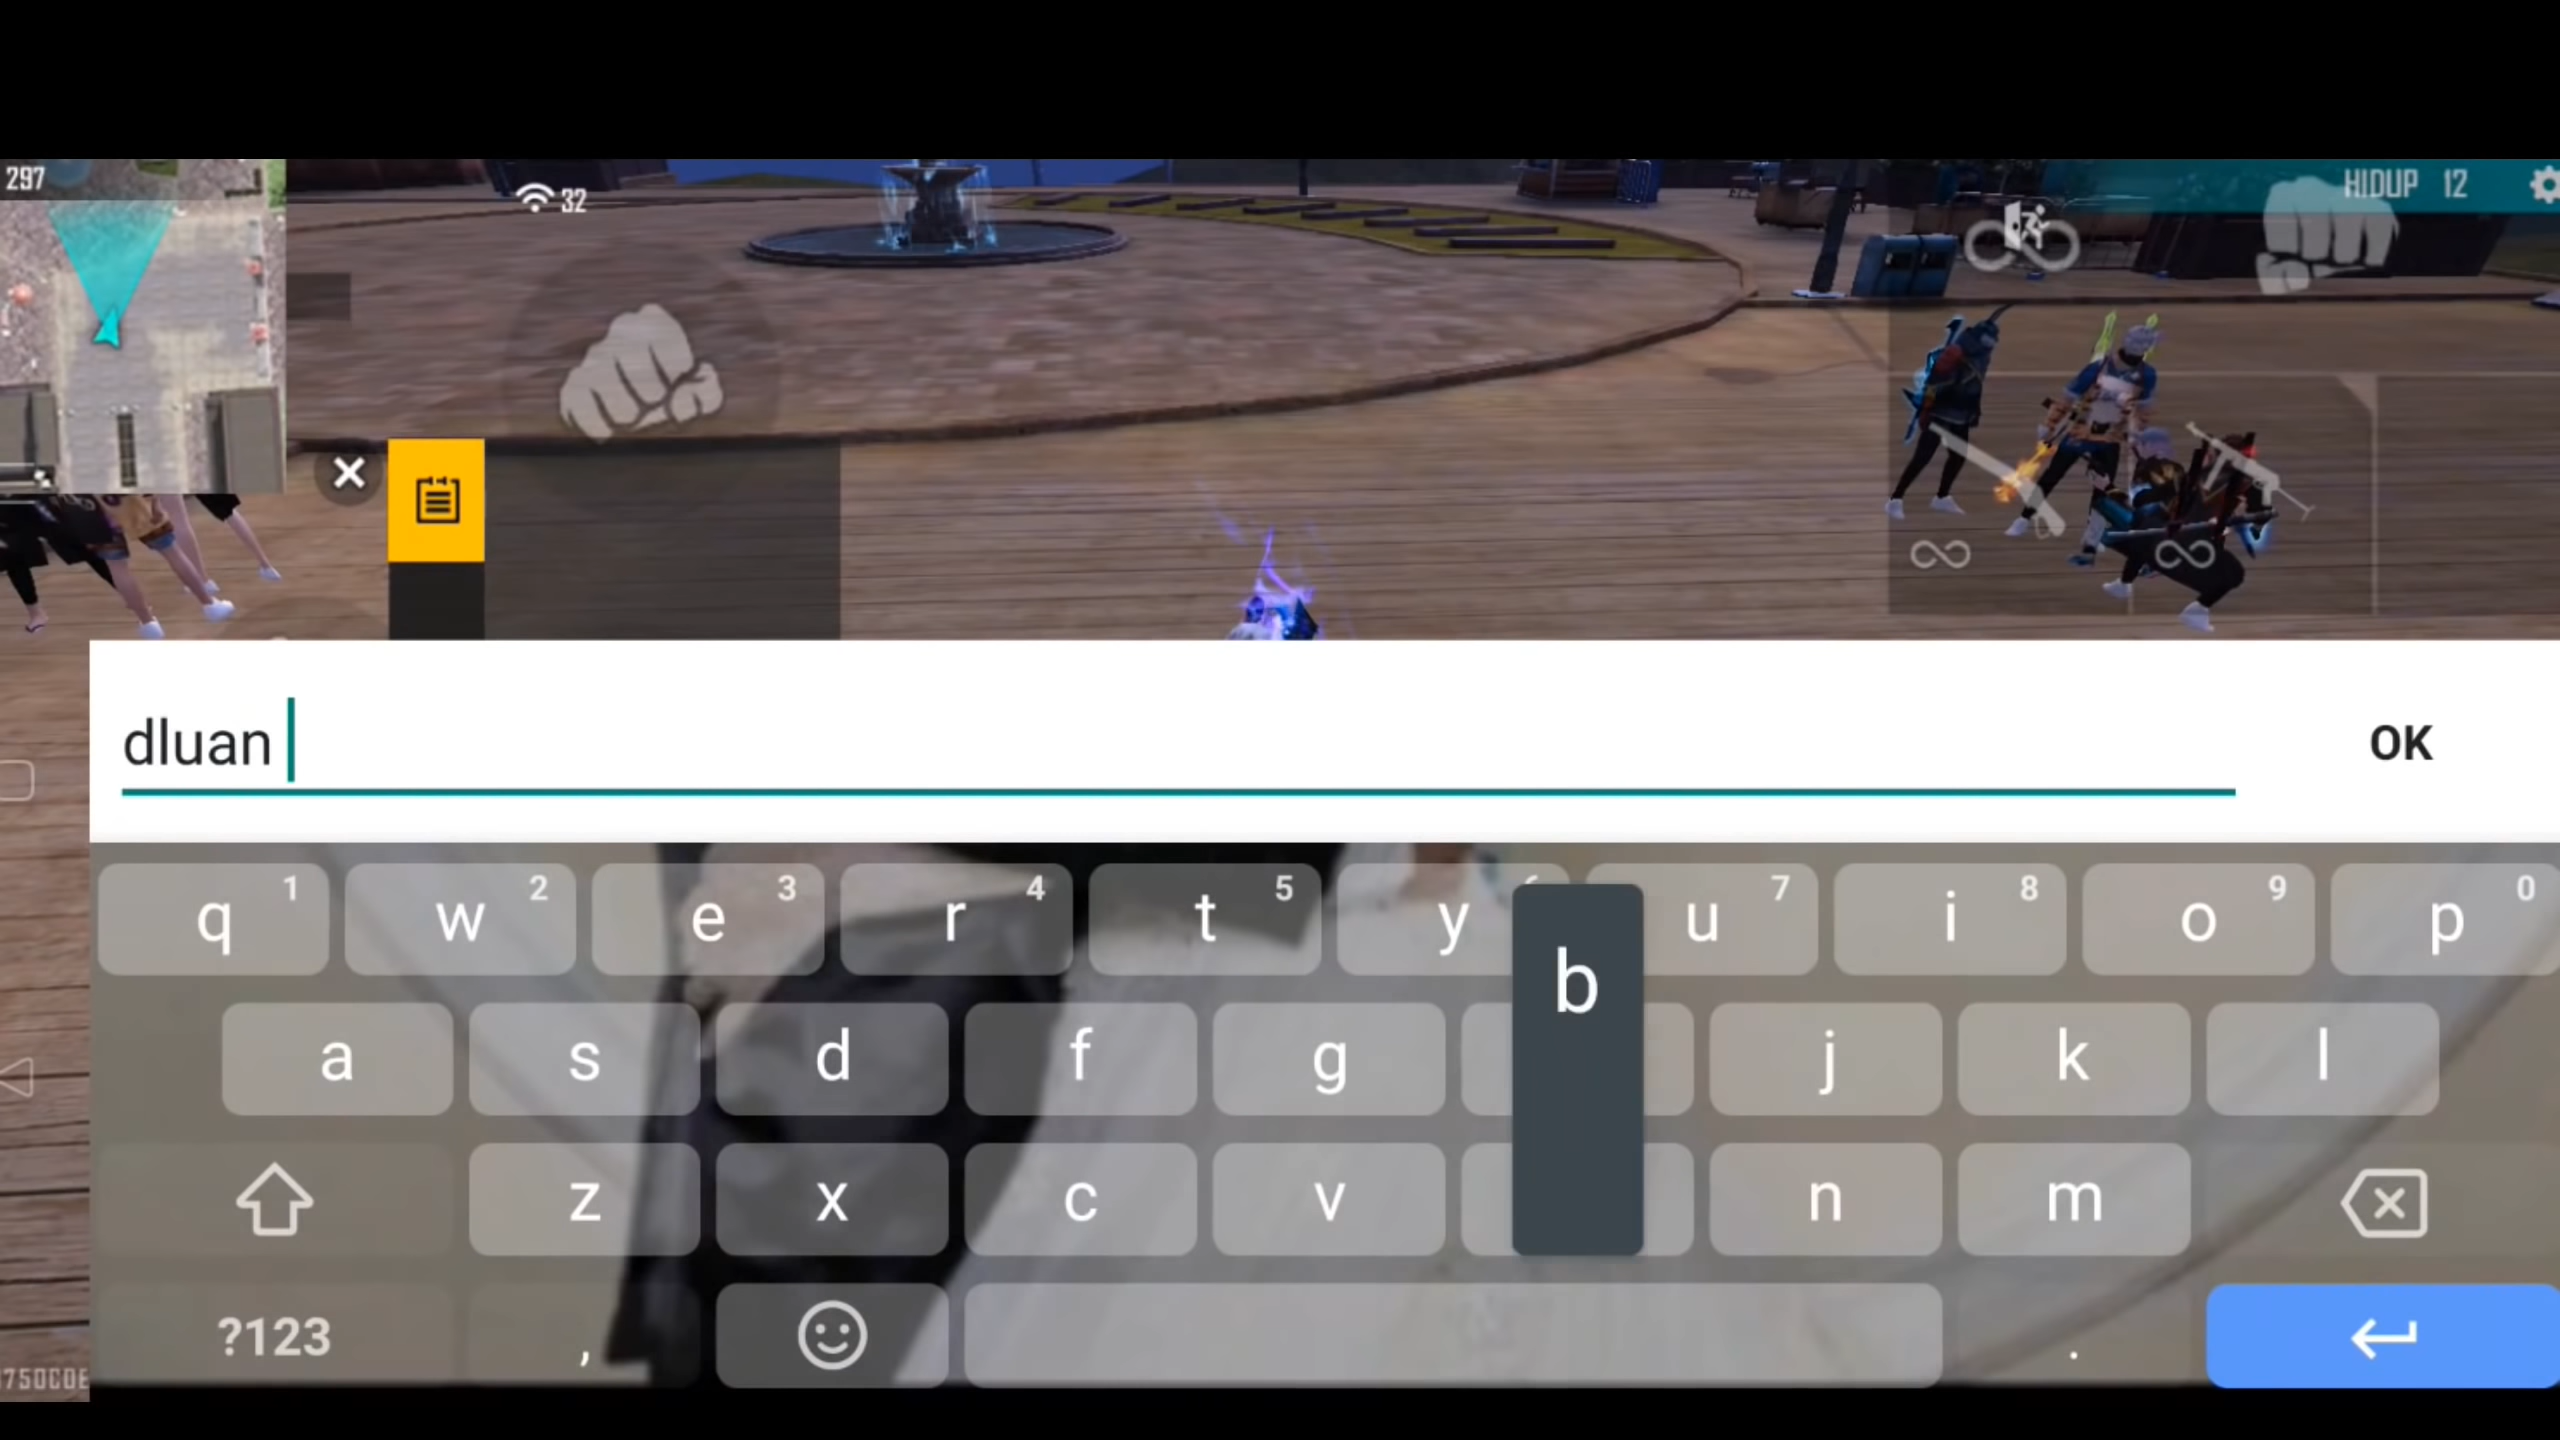 297
32
HIDUP 12
dluan
OK
q 1 w 2 e 3 r 4 t 5 y u 7 i 8 o 9 p 0
b
a s d f g j k l
z x c v n m
?123 , .